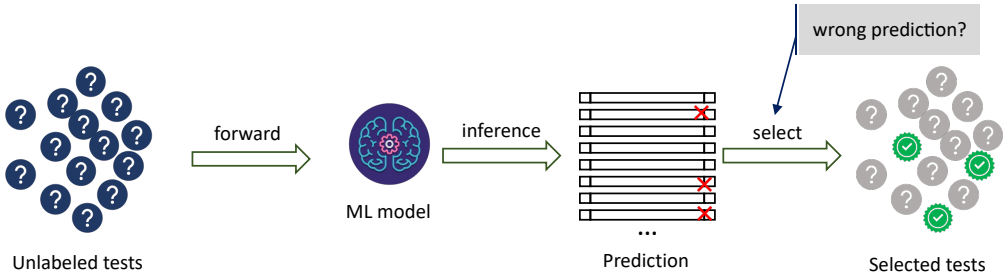 wrong prediction?
forward
inference
select
ML model
...
Unlabeled tests
Prediction
Selected tests